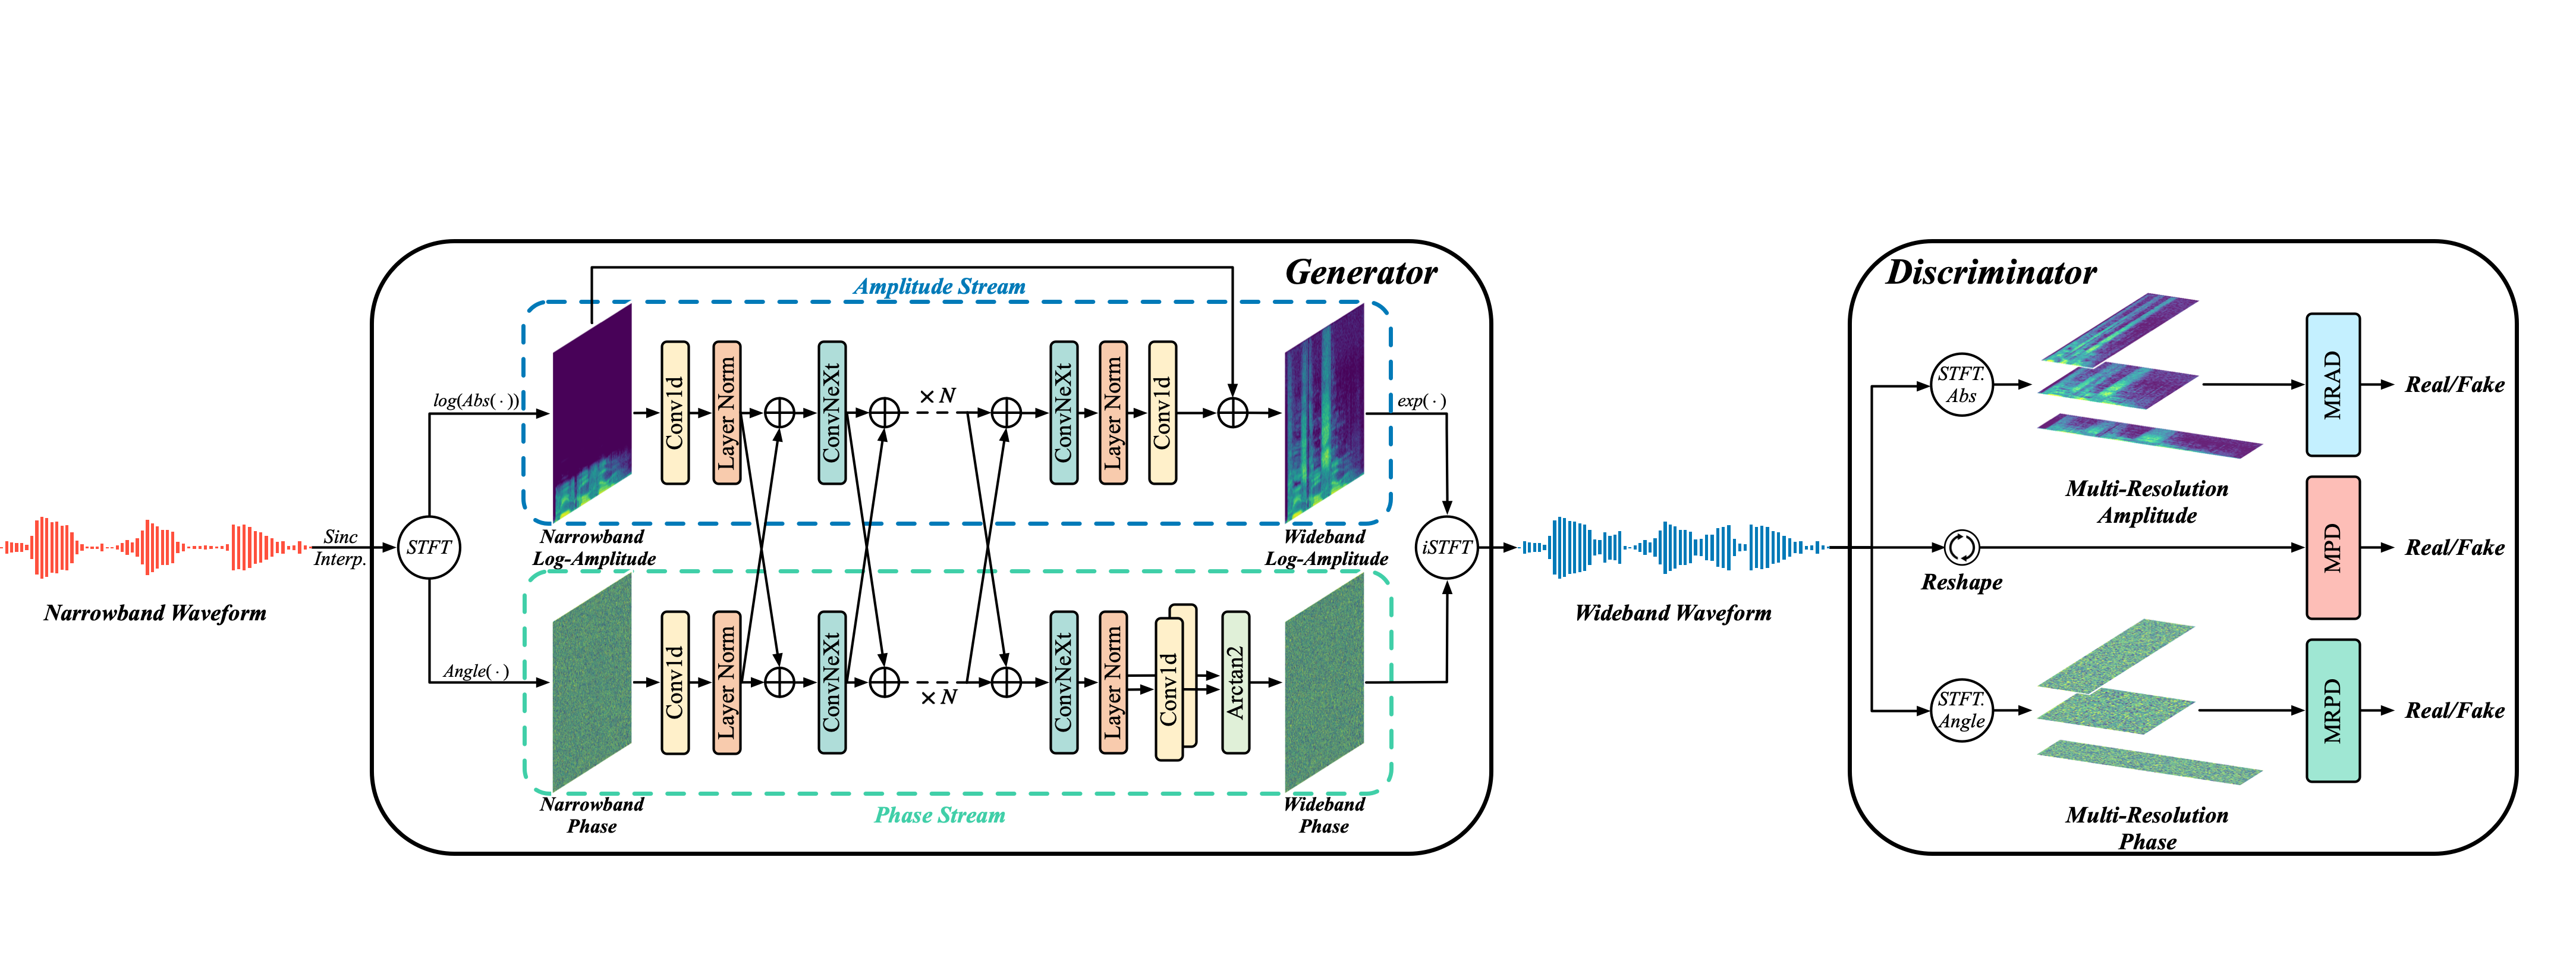 Generator
Discriminator
Amplitude Stream
log(Abs(·))
Conv1d
Layer Norm
ConvNeXt
× N
ConvNeXt
Layer Norm
Conv1d
exp(·)
Narrowband
Log-Amplitude
Wideband
Log-Amplitude
Sinc
Interp.
STFT
iSTFT
Narrowband Waveform
Wideband Waveform
Angle(·)
Conv1d
Layer Norm
ConvNeXt
× N
ConvNeXt
Layer Norm
Conv1d
Arctan2
Narrowband
Phase
Wideband
Phase
Phase Stream
STFT.
Abs
MRAD
Real/Fake
Multi-Resolution
Amplitude
Reshape
MPD
Real/Fake
STFT.
Angle
MRPD
Real/Fake
Multi-Resolution
Phase